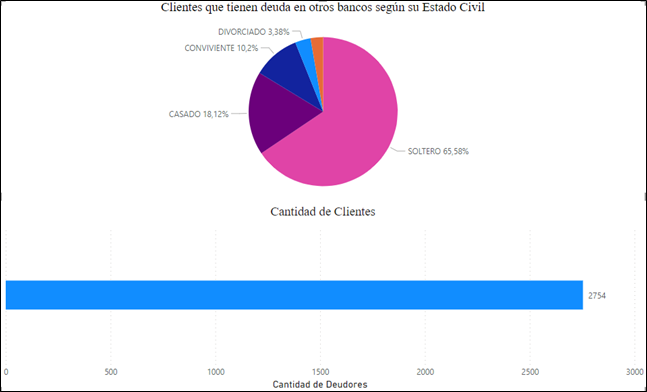 Clientes que tienen deuda en otros bancos según su Estado Civil
DIVORCIADO 3,38%
CONVIVIENTE 10,2%
CASADO 18,12%
SOLTERO 65,58%
Cantidad de Clientes
2754
0 500 1000 1500 2000 2500 3000
Cantidad de Deudores